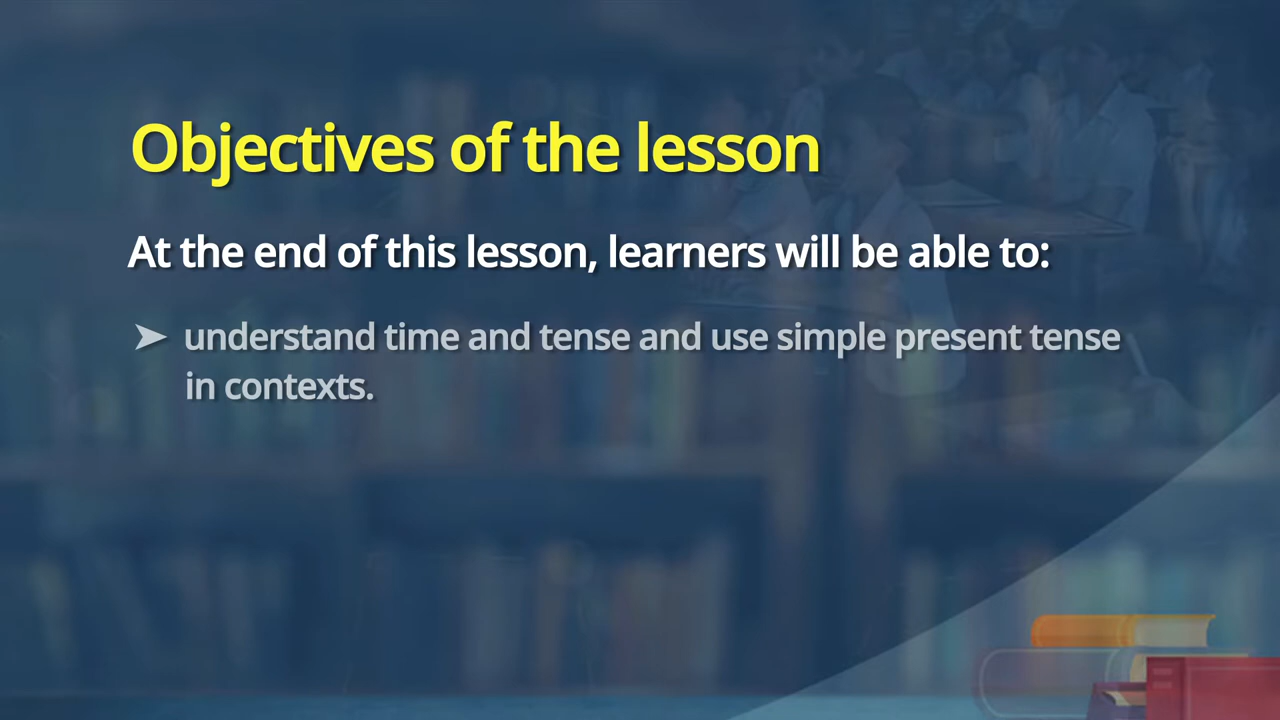 Objectives of the lesson
At the end of this lesson, learners will be able to:
➤ understand time and tense and use simple present tense
in contexts.